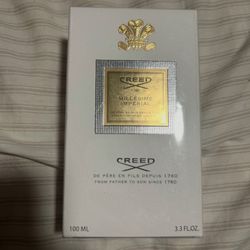 CREED
MILLÉSIME
IMPERIAL
CREED
DE PÈRE EN FILS DEPUIS 1760
FROM FATHER TO SON SINCE 1760
100 ML
3.3 FL.OZ.